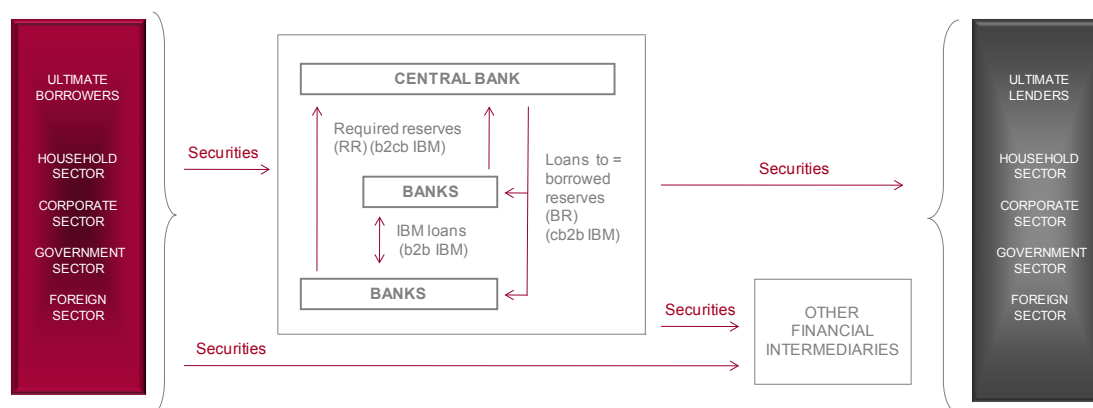 ULTIMATE
BORROWERS
HOUSEHOLD
SECTOR
CORPORATE
SECTOR
GOVERNMENT
SECTOR
FOREIGN
SECTOR
Securities
CENTRAL BANK
Required reserves
(RR) (b2cb IBM)
BANKS
IBM loans
(b2b IBM)
BANKS
Loans to =
borrowed
reserves
(BR)
(cb2b IBM)
Securities
Securities
Securities
OTHER
FINANCIAL
INTERMEDIARIES
ULTIMATE
LENDERS
HOUSEHOLD
SECTOR
CORPORATE
SECTOR
GOVERNMENT
SECTOR
FOREIGN
SECTOR